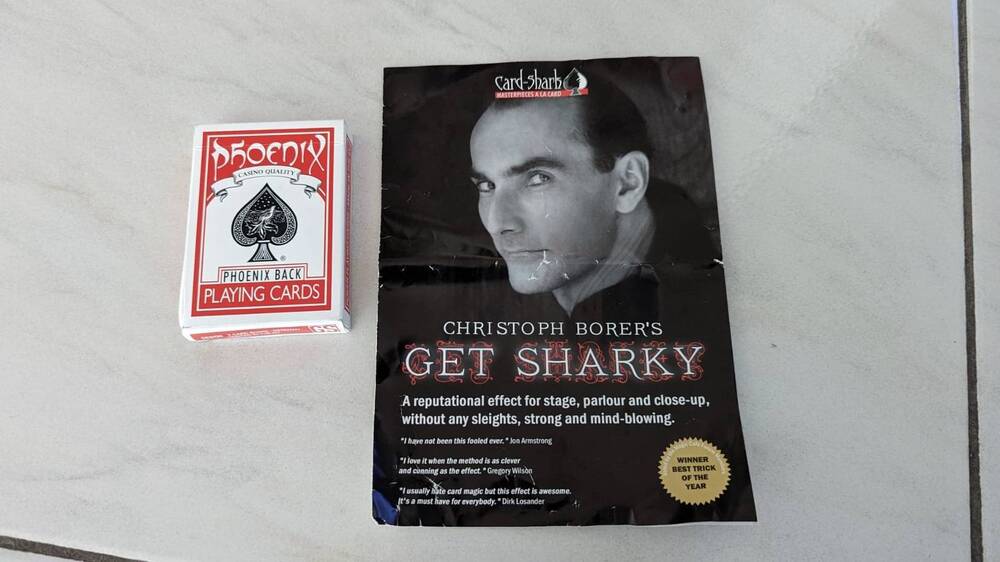 PhOENIX
CASINO QUALITY
®
PHOENIX BACK
PLAYING CARDS
card-Shark
MASTERPIECES A LA CARD
CHRISTOPH BORER'S
GET SHARKY
A reputational effect for stage, parlour and close-up,
without any sleights, strong and mind-blowing.
"I have not been this fooled ever." Jon Armstrong
"I love it when the method is as clever
and cunning as the effect." Gregory Wilson
"I usually hate card magic but this effect is awesome.
It's a must have for everybody." Dirk Losander
WINNER
BEST TRICK
OF THE
YEAR